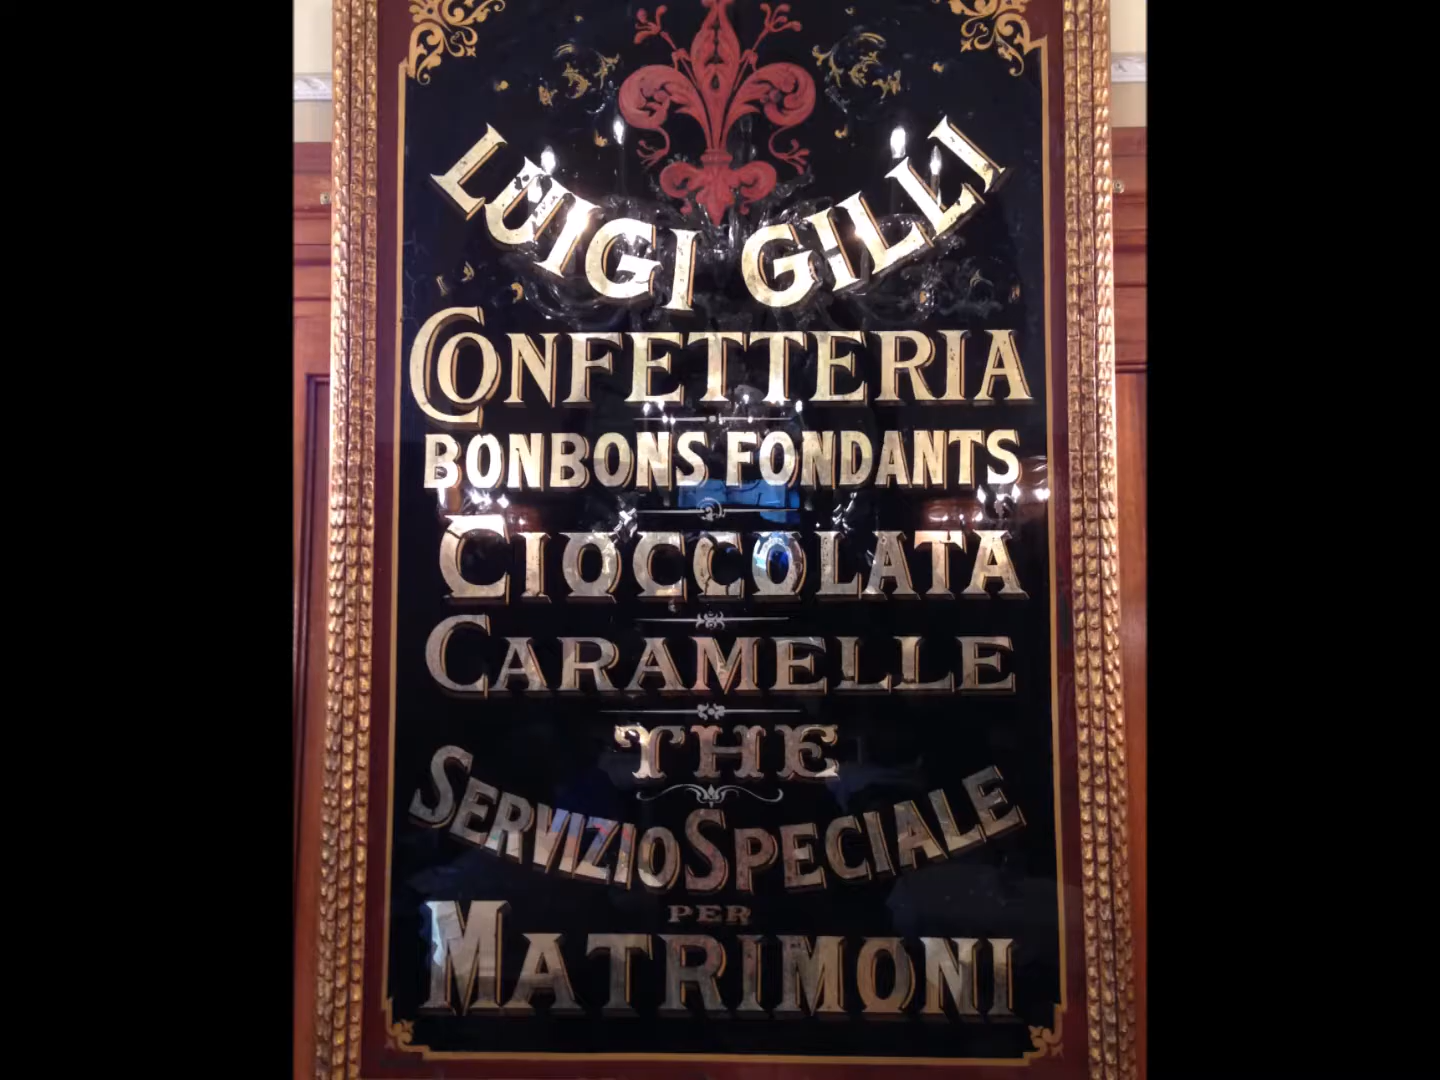 LUIGI GILLI
CONFETTERIA
BONBONS FONDANTS
CIOCCOLATA
CARAMELLE
THE
SERVIZIO SPECIALE
PER
MATRIMONI